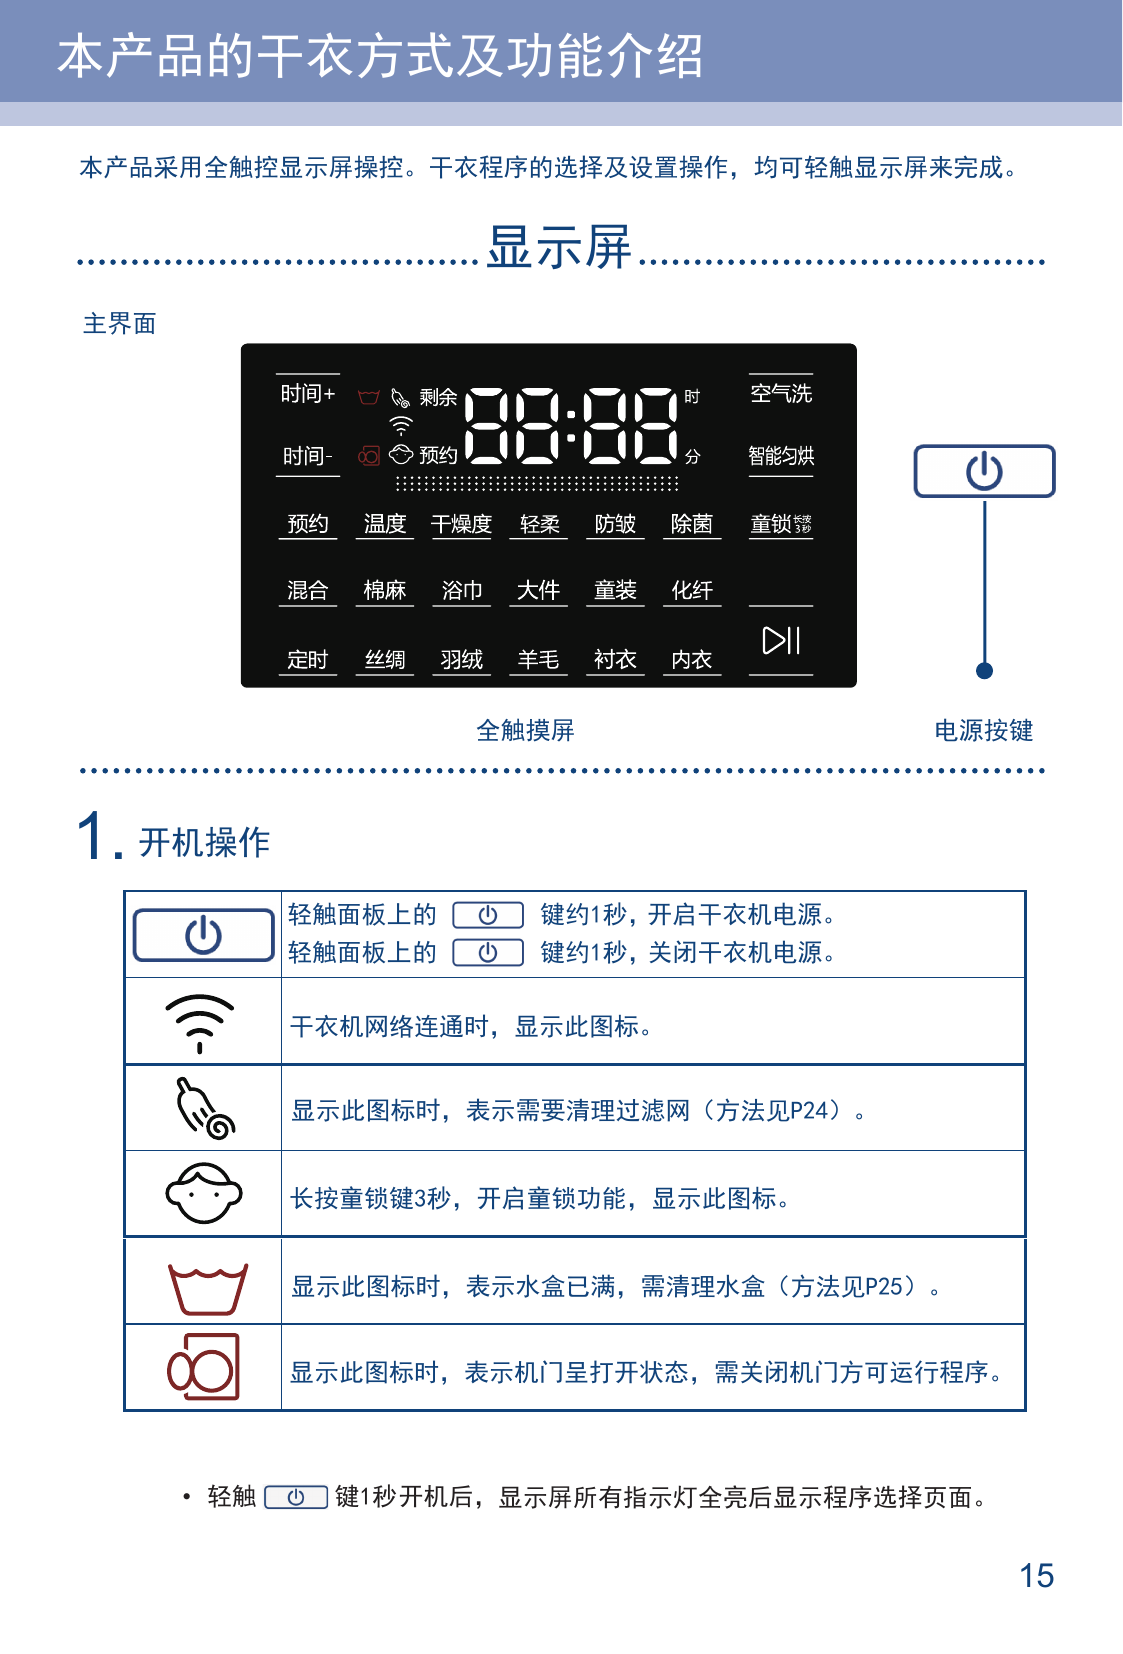 本产品的干衣方式及功能介绍
本产品采用全触控显示屏操控。干衣程序的选择及设置操作，均可轻触显示屏来完成。
显示屏
主界面
时间+ 剩余 88:88 时 空气洗
时间- 预约 分 智能匀烘
预约 温度 干燥度 轻柔 防皱 除菌 童锁长按3秒
混合 棉麻 浴巾 大件 童装 化纤
定时 丝绸 羽绒 羊毛 衬衣 内衣
全触摸屏 电源按键
1. 开机操作
轻触面板上的 键约1秒，开启干衣机电源。
轻触面板上的 键约1秒，关闭干衣机电源。
干衣机网络连通时，显示此图标。
显示此图标时，表示需要清理过滤网（方法见P24）。
长按童锁键3秒，开启童锁功能，显示此图标。
显示此图标时，表示水盒已满，需清理水盒（方法见P25）。
显示此图标时，表示机门呈打开状态，需关闭机门方可运行程序。
• 轻触 键1秒开机后，显示屏所有指示灯全亮后显示程序选择页面。
15